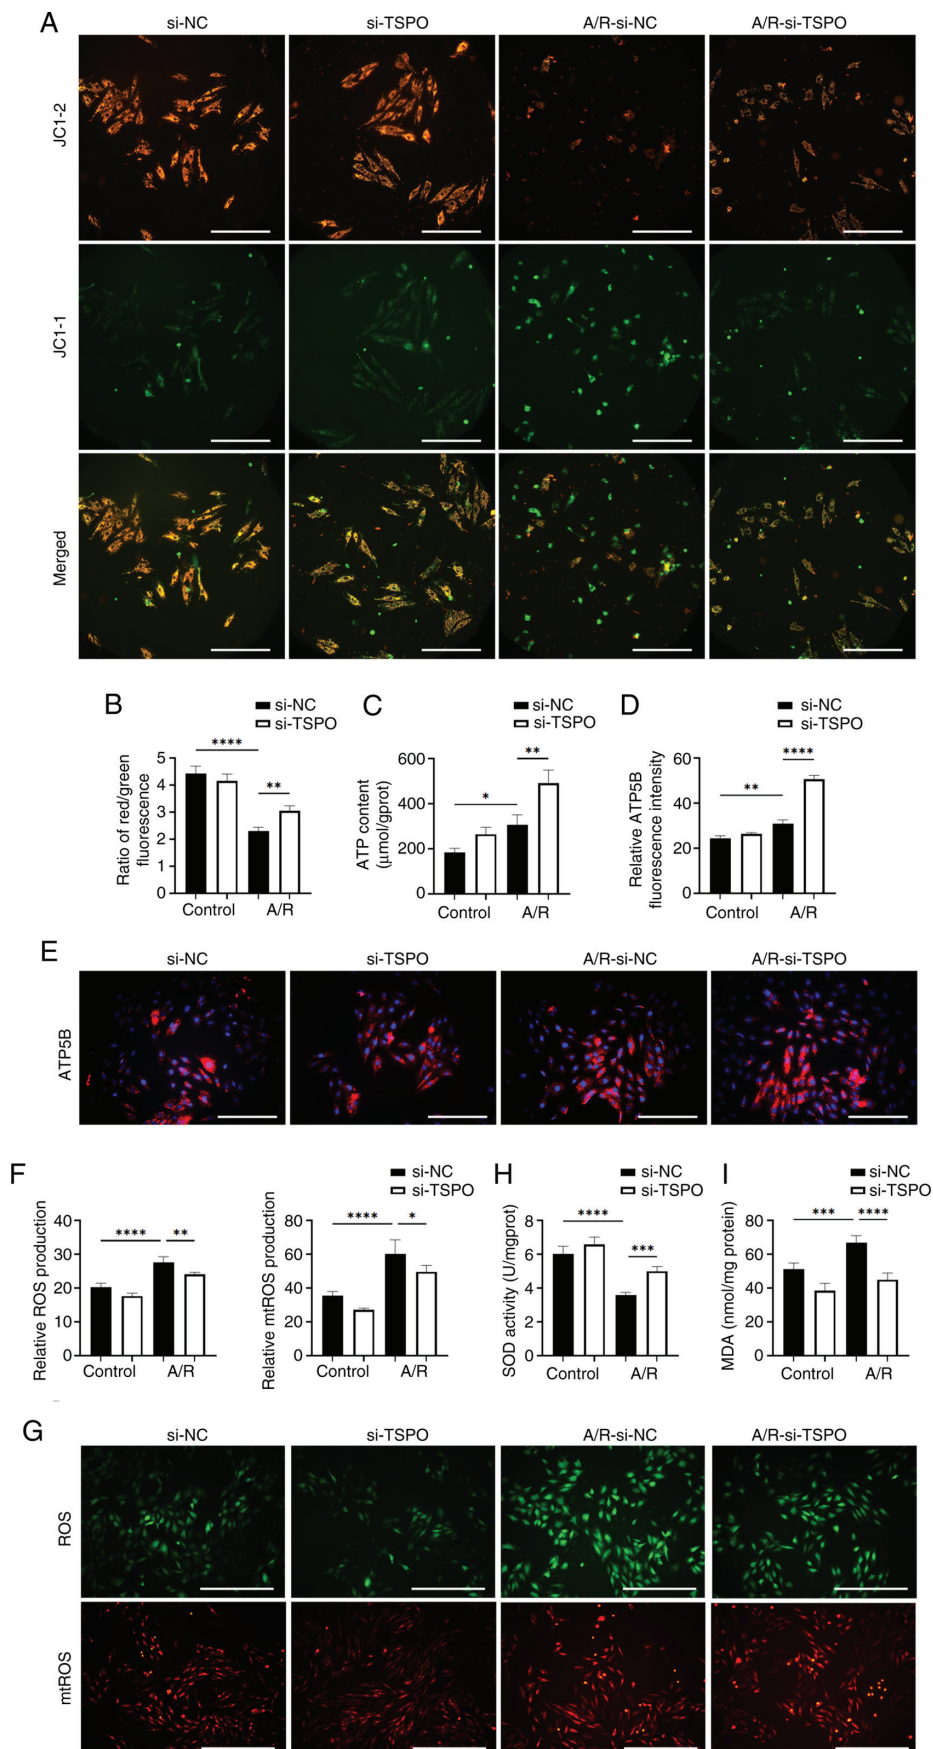 A
si-NC si-TSPO A/R-si-NC A/R-si-TSPO
JC1-2
JC1-1
Merged
B
si-NC
si-TSPO
Ratio of red/green
fluorescence
5
4
3
2
1
0
****
**
Control A/R
C
si-NC
si-TSPO
ATP content
(μmol/gprot)
600
400
200
0
*
**
Control A/R
D
si-NC
si-TSPO
Relative ATP5B
fluorescence intensity
60
40
20
0
**
****
Control A/R
E
si-NC si-TSPO A/R-si-NC A/R-si-TSPO
ATP5B
F
Relative ROS production
40
30
20
10
0
****
**
Control A/R
si-NC
si-TSPO
Relative mtROS production
80
60
40
20
0
****
*
Control A/R
H
si-NC
si-TSPO
SOD activity (U/mgprot)
8
6
4
2
0
****
***
Control A/R
I
si-NC
si-TSPO
MDA (nmol/mg protein)
80
60
40
20
0
***
****
Control A/R
G
si-NC si-TSPO A/R-si-NC A/R-si-TSPO
ROS
mtROS